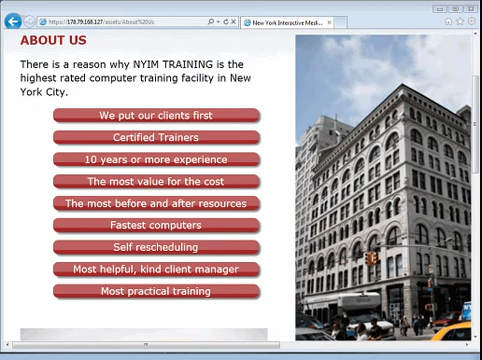 https://178.79.168.127/assets/About%20Us
New York Interactive Medi...
ABOUT US
There is a reason why NYIM TRAINING is the
highest rated computer training facility in New
York City.
We put our clients first
Certified Trainers
10 years or more experience
The most value for the cost
The most before and after resources
Fastest computers
Self rescheduling
Most helpful, kind client manager
Most practical training